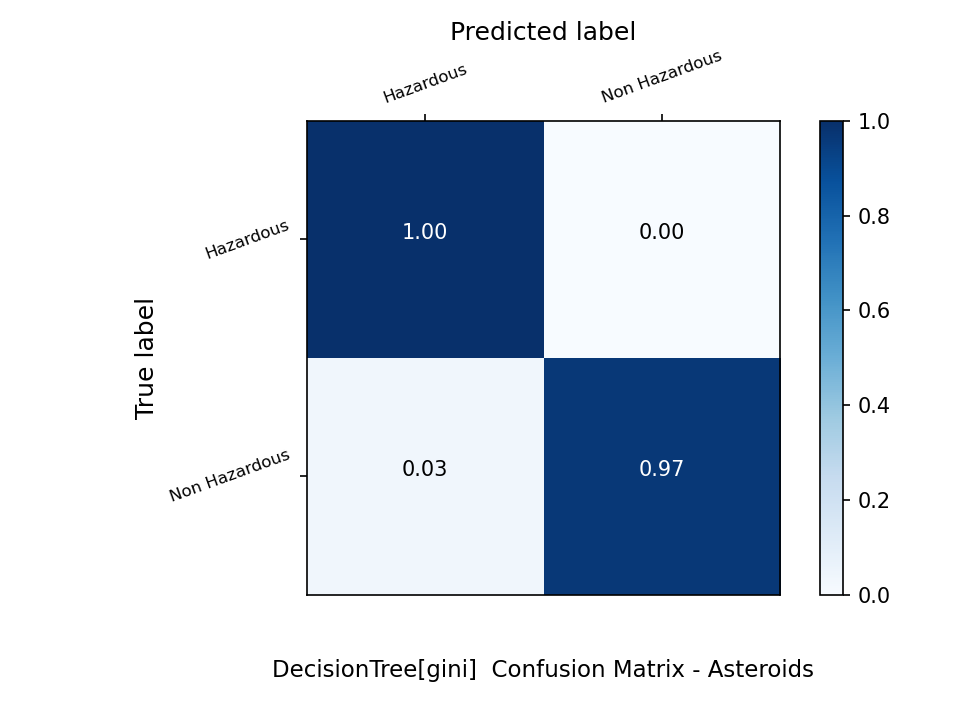 Predicted label
Hazardous
Non Hazardous
1.0
0.8
0.6
0.4
0.2
0.0
True label
Hazardous
Non Hazardous
1.00
0.00
0.03
0.97
DecisionTree[gini]  Confusion Matrix - Asteroids